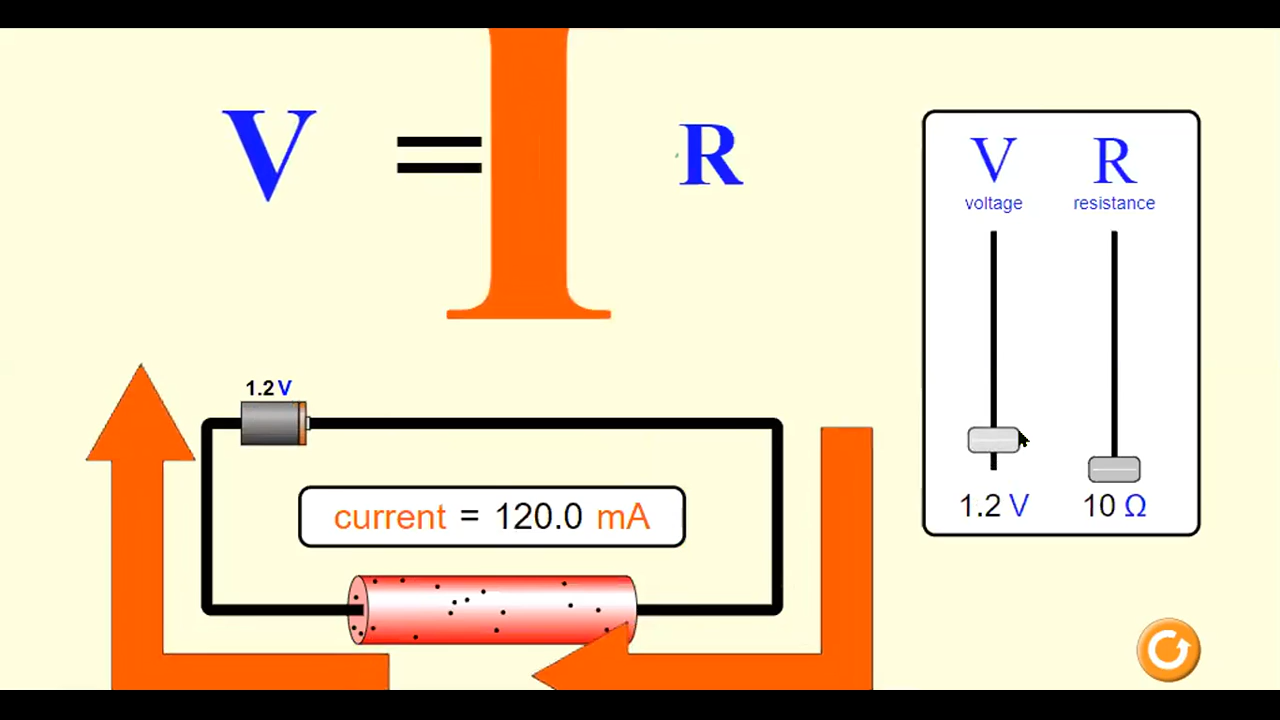 V = I R
V R
voltage resistance
1.2 V 10 Ω
1.2 V
current = 120.0 mA